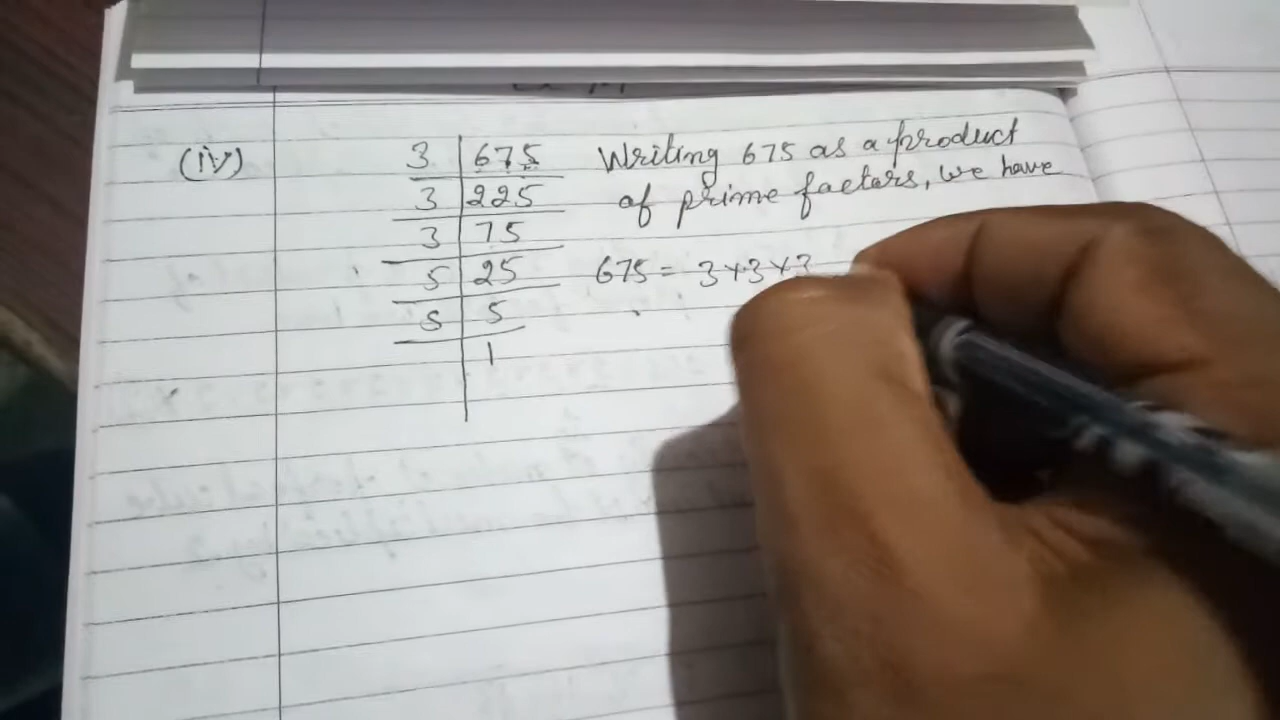 (iv)
3 | 675
3 | 225
3 | 75
5 | 25
5 | 5
| 1
Writing 675 as a product
of prime factors, we have
675 = 3×3×3